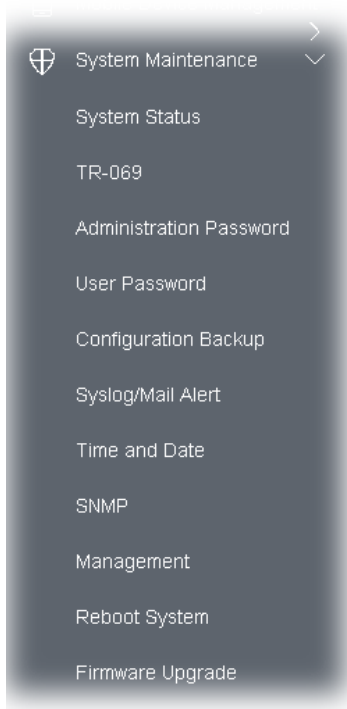 System Maintenance
System Status
TR-069
Administration Password
User Password
Configuration Backup
Syslog/Mail Alert
Time and Date
SNMP
Management
Reboot System
Firmware Upgrade